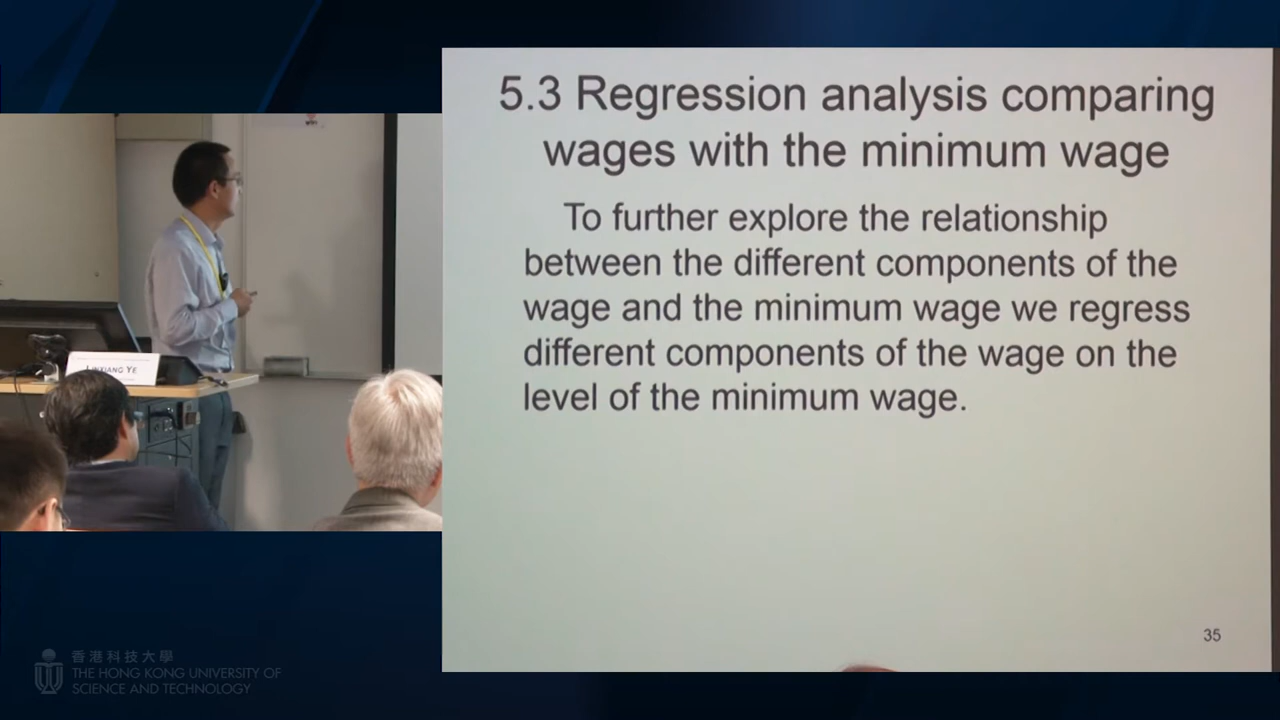 5.3 Regression analysis comparing
wages with the minimum wage
To further explore the relationship
between the different components of the
wage and the minimum wage we regress
different components of the wage on the
level of the minimum wage.
35
YE
香港科技大學
THE HONG KONG UNIVERSITY OF
SCIENCE AND TECHNOLOGY